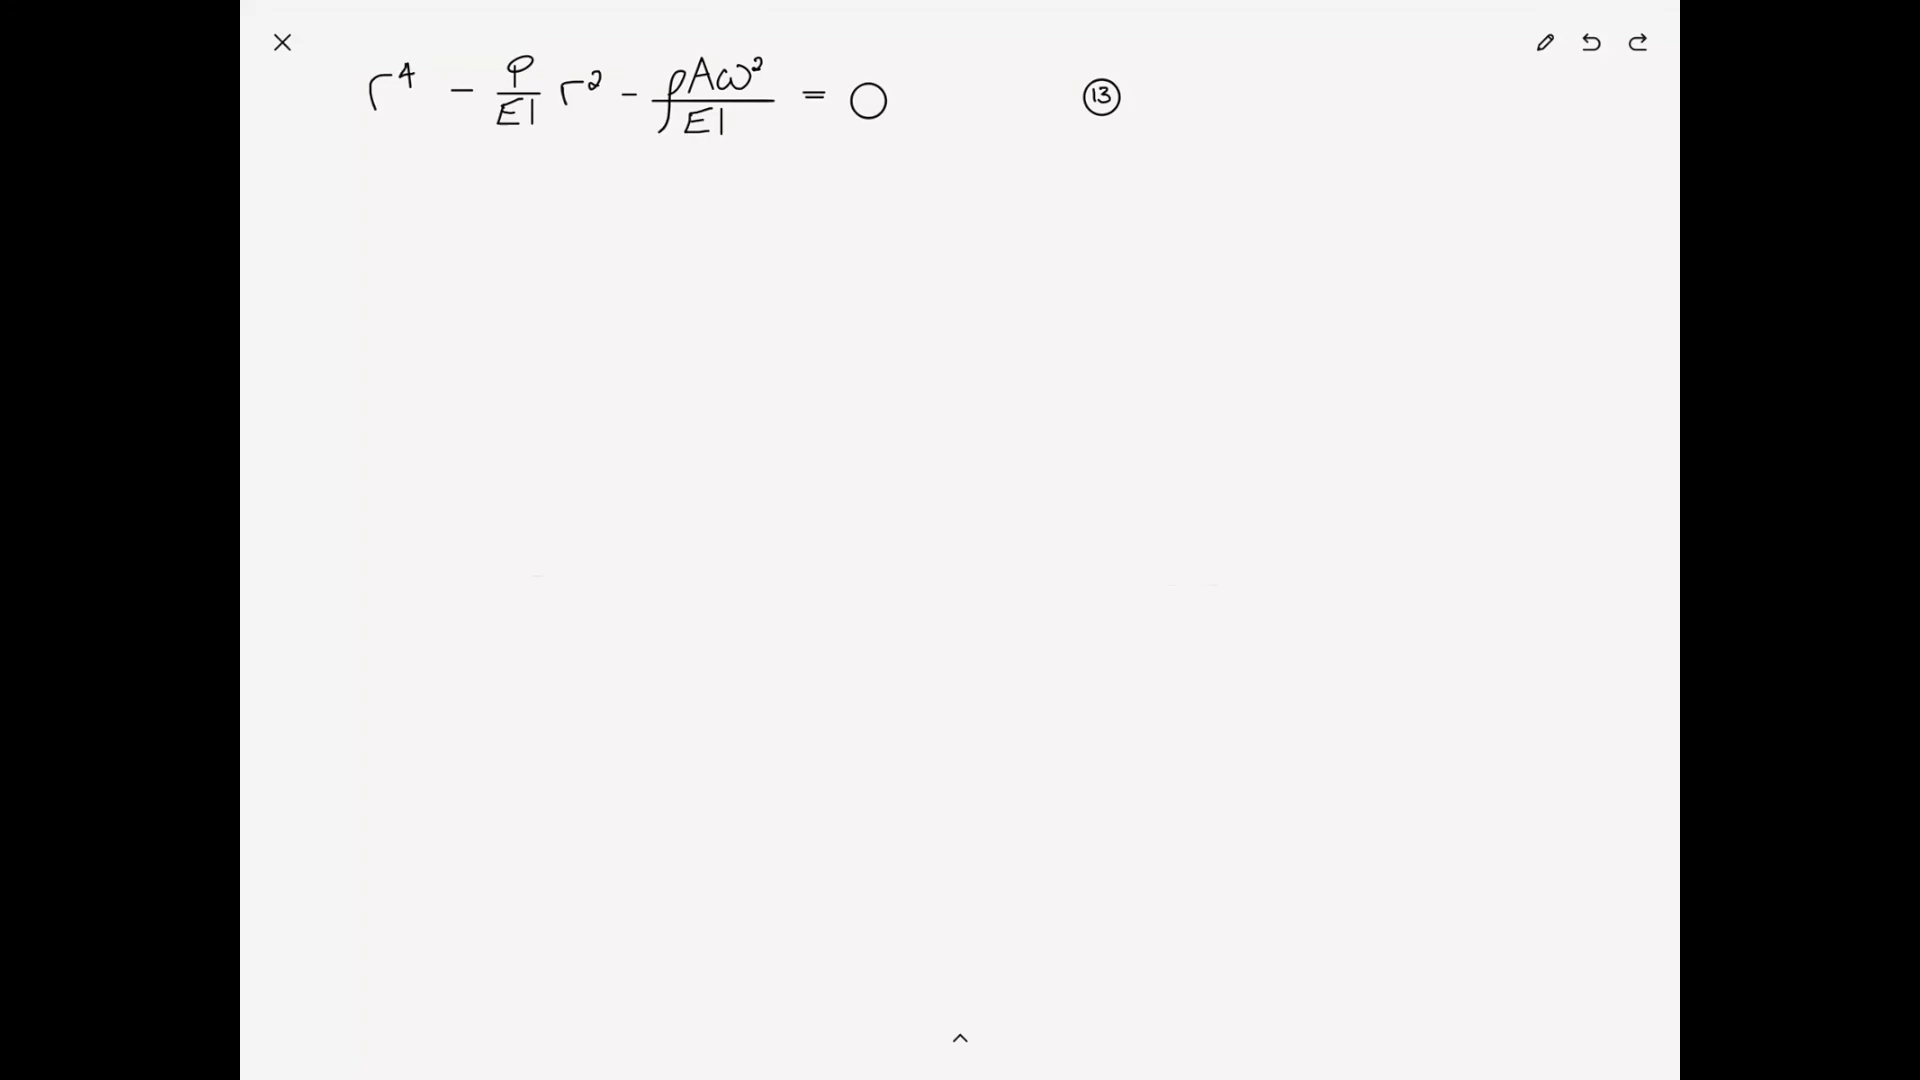 r⁴ - P/EI r² - ρAω²/EI = 0 ⑬